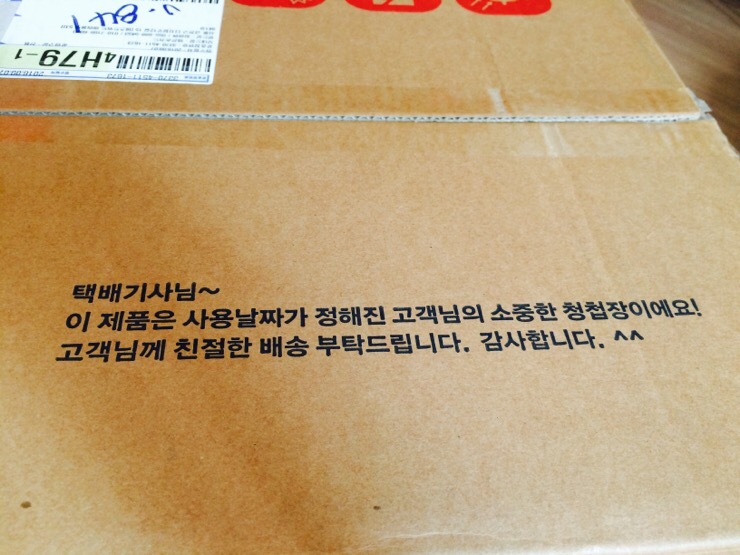 4H79-1
택배기사님~
이 제품은 사용날짜가 정해진 고객님의 소중한 청첩장이에요!
고객님께 친절한 배송 부탁드립니다. 감사합니다. ^^